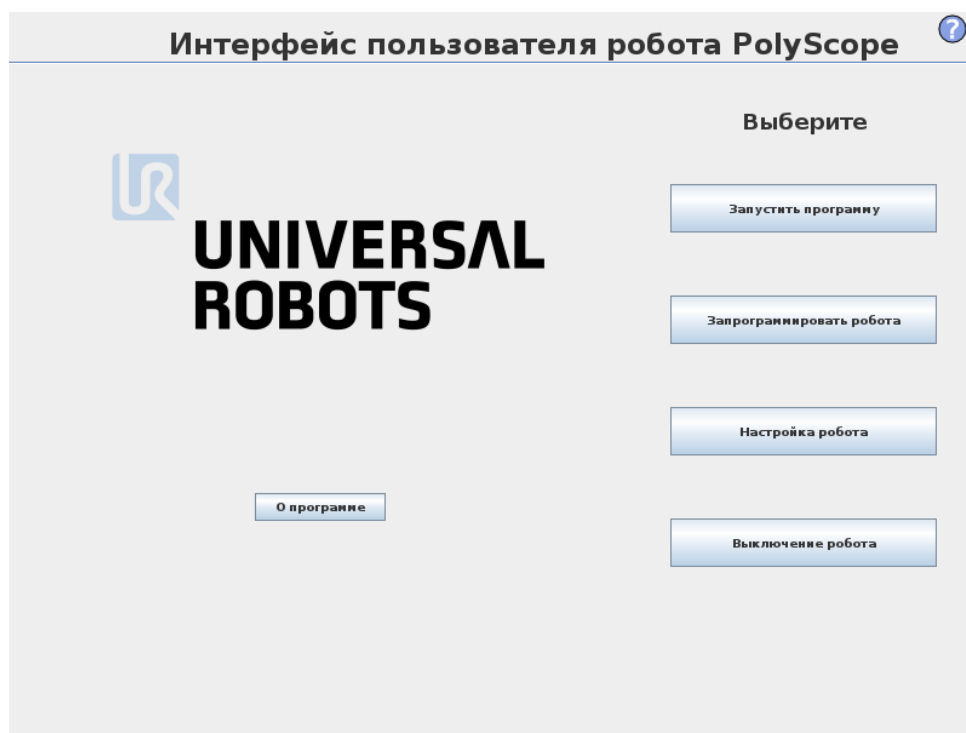 Интерфейс пользователя робота PolyScope
?
Выберите
UR
UNIVERSAL
ROBOTS
Запустить программу
Запрограммировать робота
Настройка робота
О программе
Выключение робота